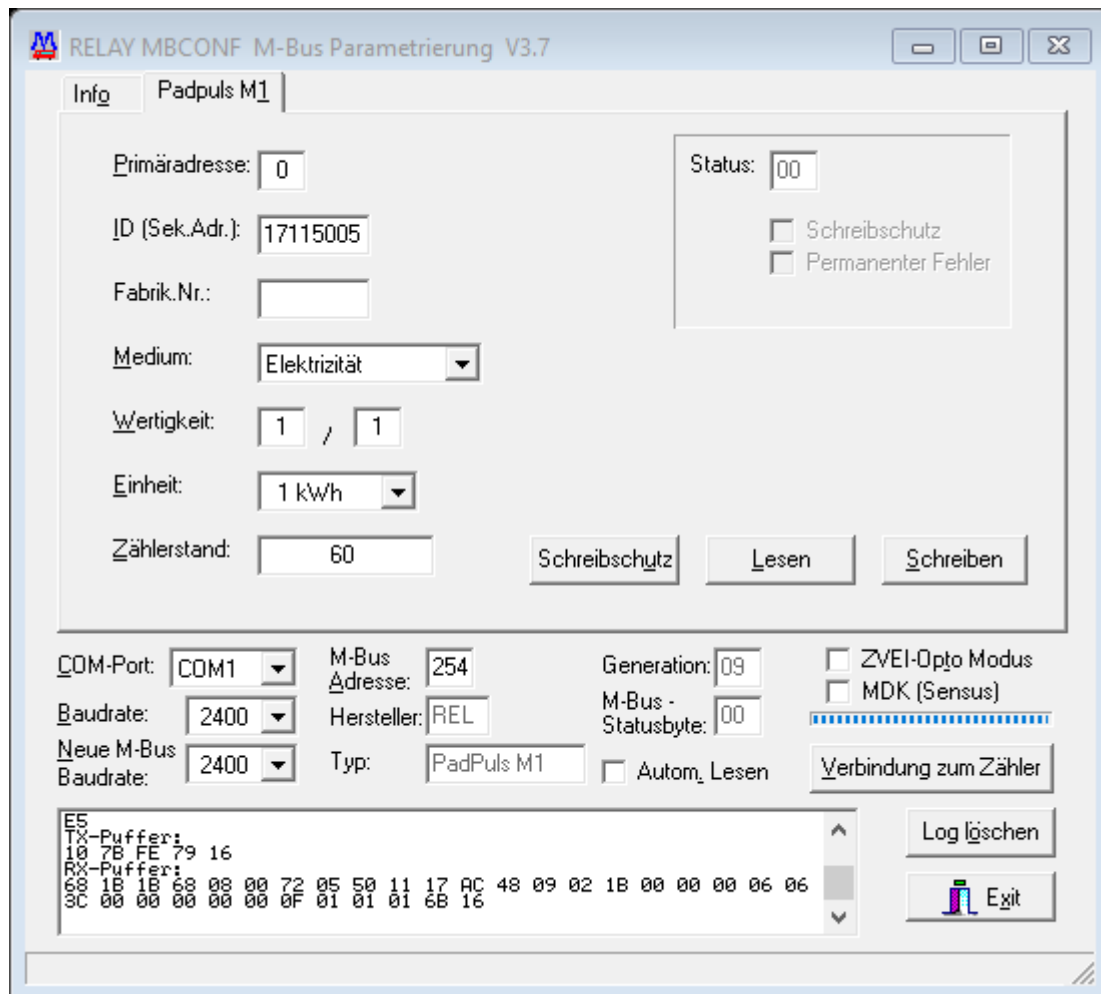 RELAY MBCONF M-Bus Parametrierung V3.7
Info Padpuls M1
Primäradresse: 0
Status: 00
ID (Sek.Adr.): 17115005
Schreibschutz
Permanenter Fehler
Fabrik.Nr.:
Medium: Elektrizität
Wertigkeit: 1 / 1
Einheit: 1 kWh
Zählerstand: 60
Schreibschutz Lesen Schreiben
COM-Port: COM1
Baudrate: 2400
Neue M-Bus
Baudrate: 2400
M-Bus
Adresse: 254
Hersteller: REL
Typ: PadPuls M1
Generation: 09
M-Bus -
Statusbyte: 00
Autom. Lesen
ZVEI-Opto Modus
MDK (Sensus)
Verbindung zum Zähler
E5
TX-Puffer:
10 7B FE 79 16
RX-Puffer:
68 1B 1B 68 08 00 72 05 50 11 17 AC 48 09 02 1B 00 00 00 06 06
3C 00 00 00 00 00 0F 01 01 01 6B 16
Log löschen
Exit